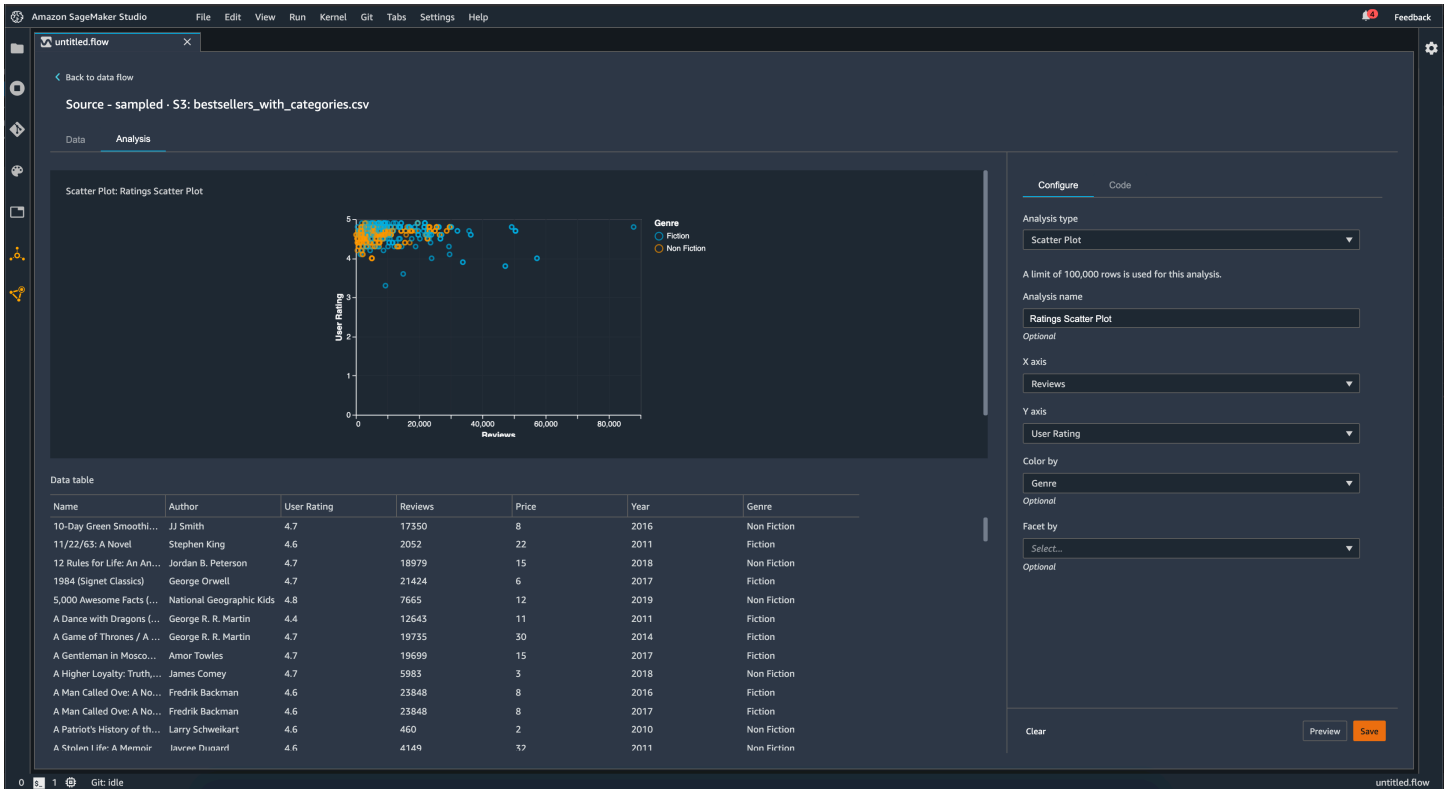 Amazon SageMaker Studio File Edit View Run Kernel Git Tabs Settings Help 4 Feedback
untitled.flow
Back to data flow
Source - sampled · S3: bestsellers_with_categories.csv
Data Analysis
Scatter Plot: Ratings Scatter Plot
5
4
3
2
1
0
User Rating
0 20,000 40,000 60,000 80,000
Reviews
Genre
Fiction
Non Fiction
Data table
Name Author User Rating Reviews Price Year Genre
10-Day Green Smoothi... JJ Smith 4.7 17350 8 2016 Non Fiction
11/22/63: A Novel Stephen King 4.6 2052 22 2011 Fiction
12 Rules for Life: An An... Jordan B. Peterson 4.7 18979 15 2018 Non Fiction
1984 (Signet Classics) George Orwell 4.7 21424 6 2017 Fiction
5,000 Awesome Facts (... National Geographic Kids 4.8 7665 12 2019 Non Fiction
A Dance with Dragons (... George R. R. Martin 4.4 12643 11 2011 Fiction
A Game of Thrones / A ... George R. R. Martin 4.7 19735 30 2014 Fiction
A Gentleman in Mosco... Amor Towles 4.7 19699 15 2017 Fiction
A Higher Loyalty: Truth,... James Comey 4.7 5983 3 2018 Non Fiction
A Man Called Ove: A No... Fredrik Backman 4.6 23848 8 2016 Fiction
A Man Called Ove: A No... Fredrik Backman 4.6 23848 8 2017 Fiction
A Patriot's History of th... Larry Schweikart 4.6 460 2 2010 Non Fiction
A Stolen Life: A Memoir Jaycee Dugard 4.6 4149 32 2011 Non Fiction
Configure Code
Analysis type
Scatter Plot
A limit of 100,000 rows is used for this analysis.
Analysis name
Ratings Scatter Plot
Optional
X axis
Reviews
Y axis
User Rating
Color by
Genre
Optional
Facet by
Select...
Optional
Clear Preview Save
0 $_ 1 Git: idle untitled.flow